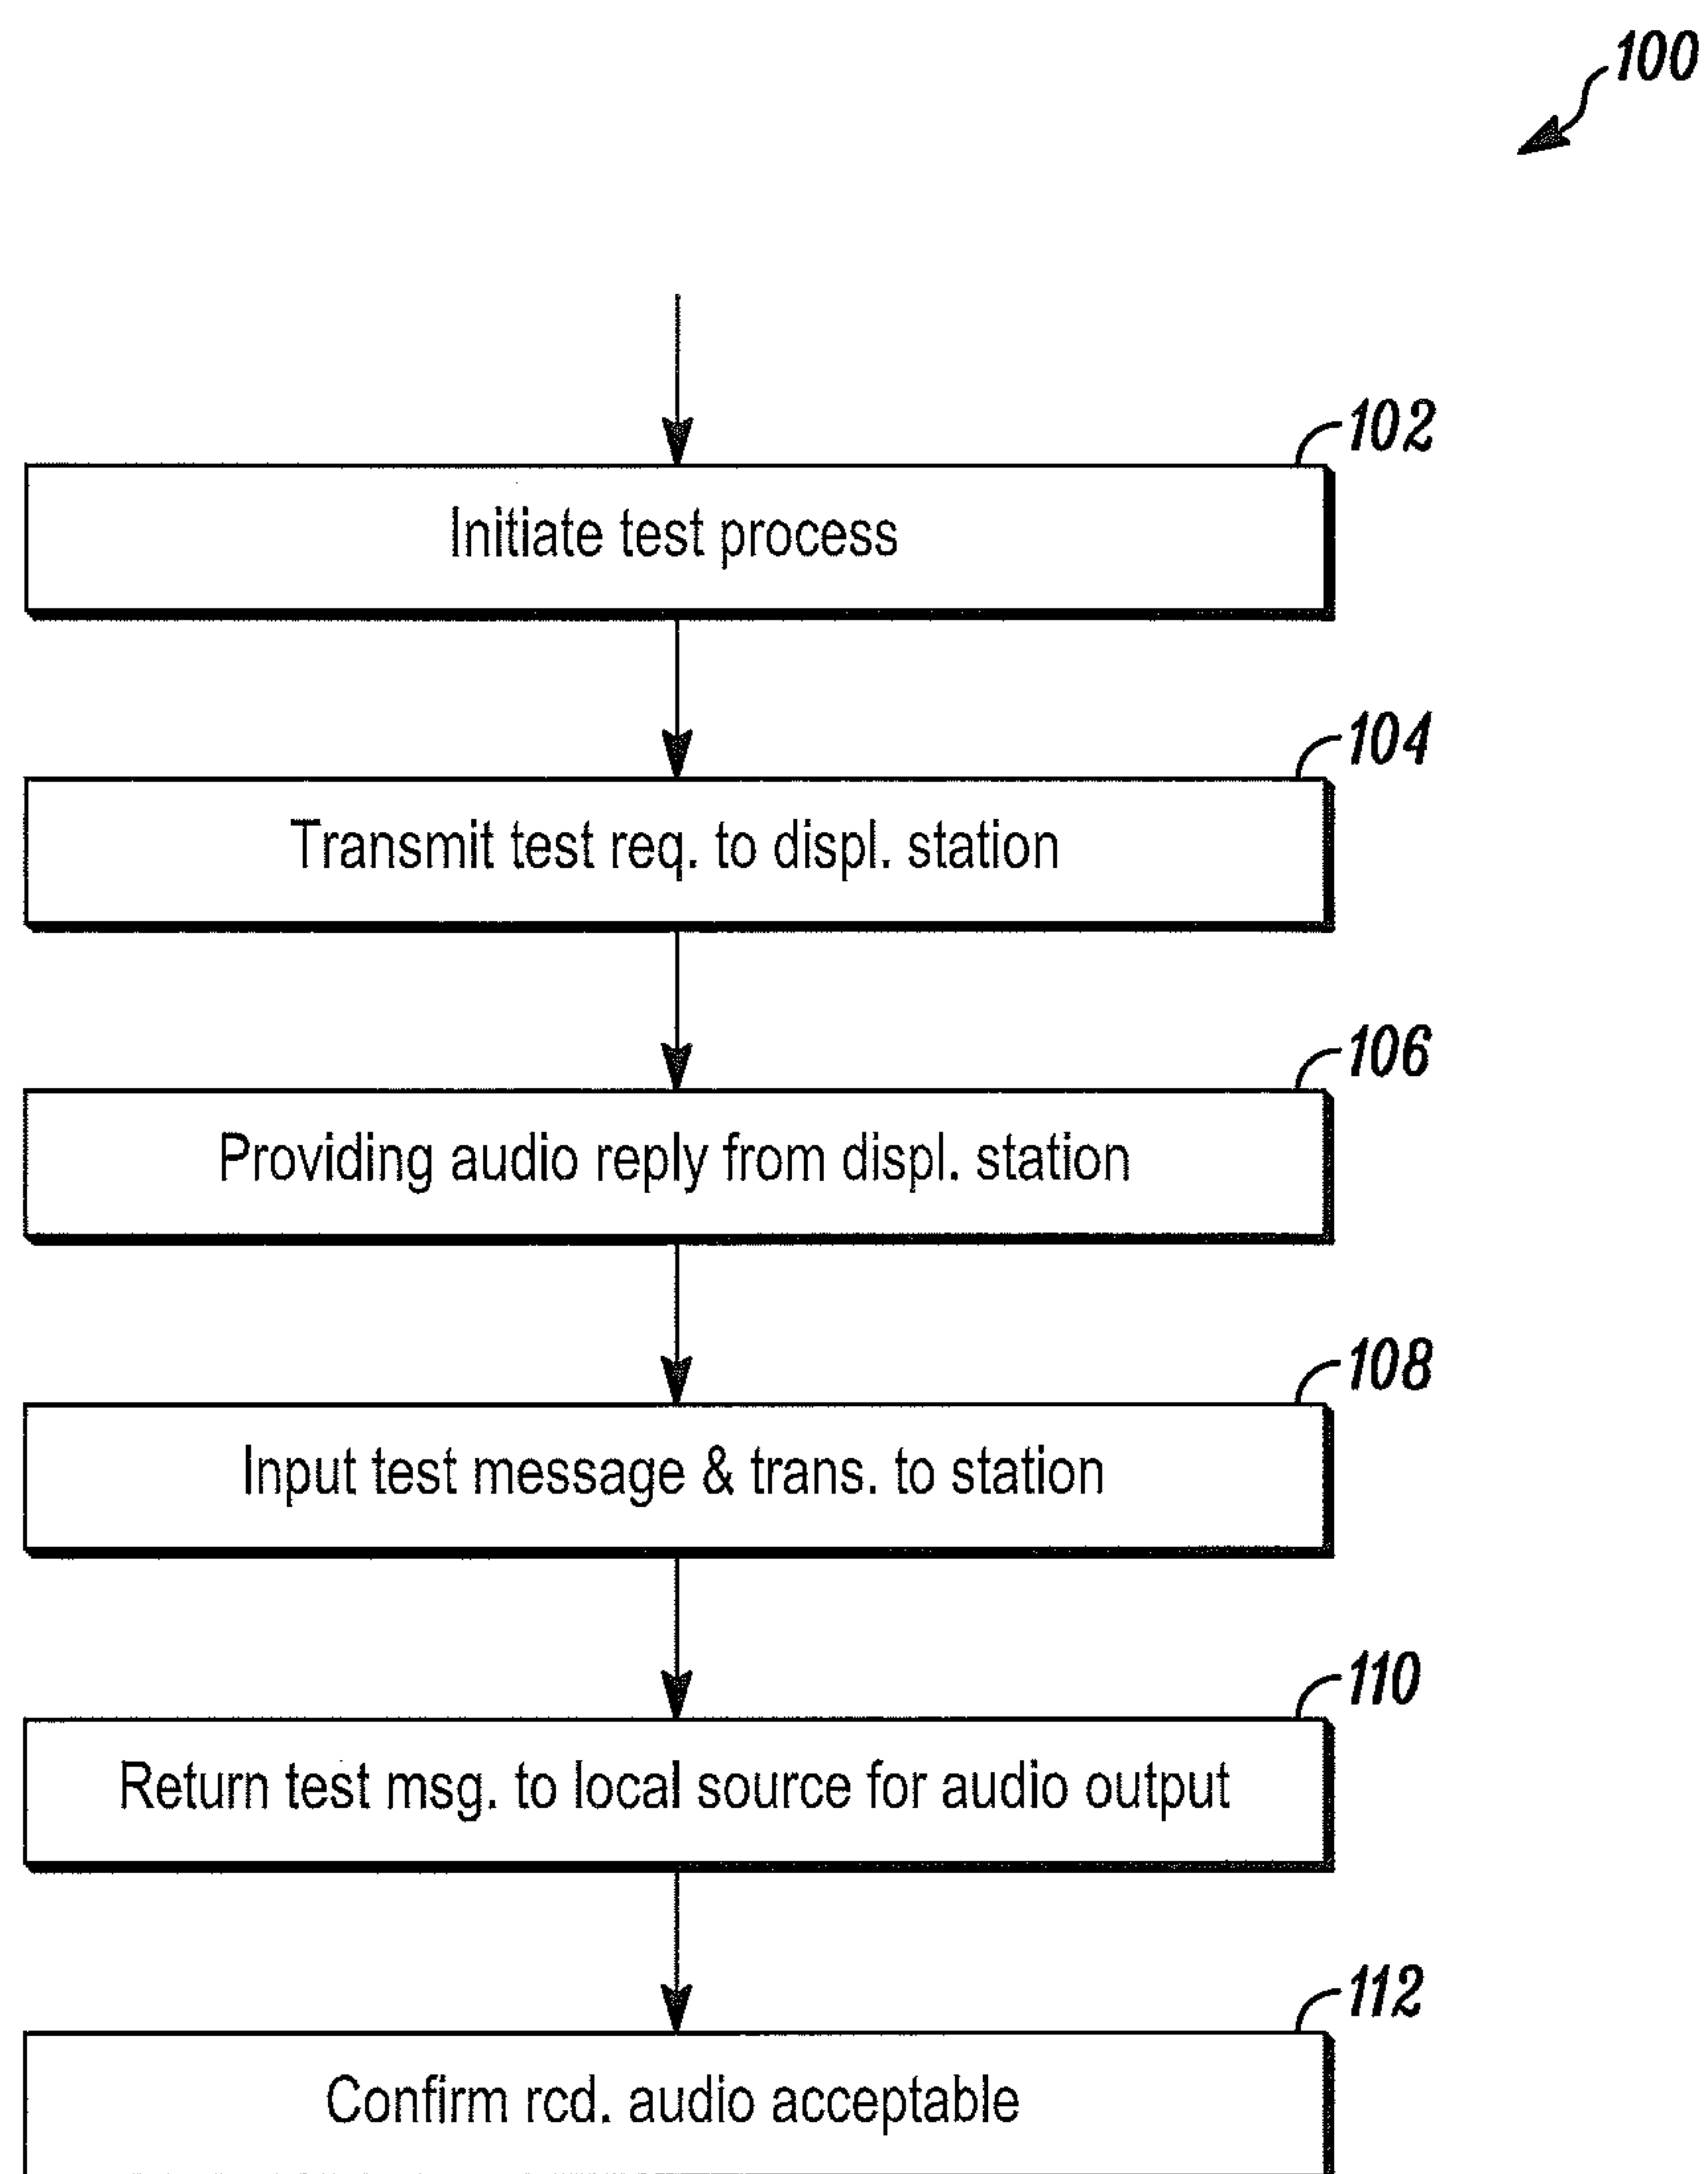 100
102
Initiate test process
104
Transmit test req. to displ. station
106
Providing audio reply from displ. station
108
Input test message & trans. to station
110
Return test msg. to local source for audio output
112
Confirm rcd. audio acceptable